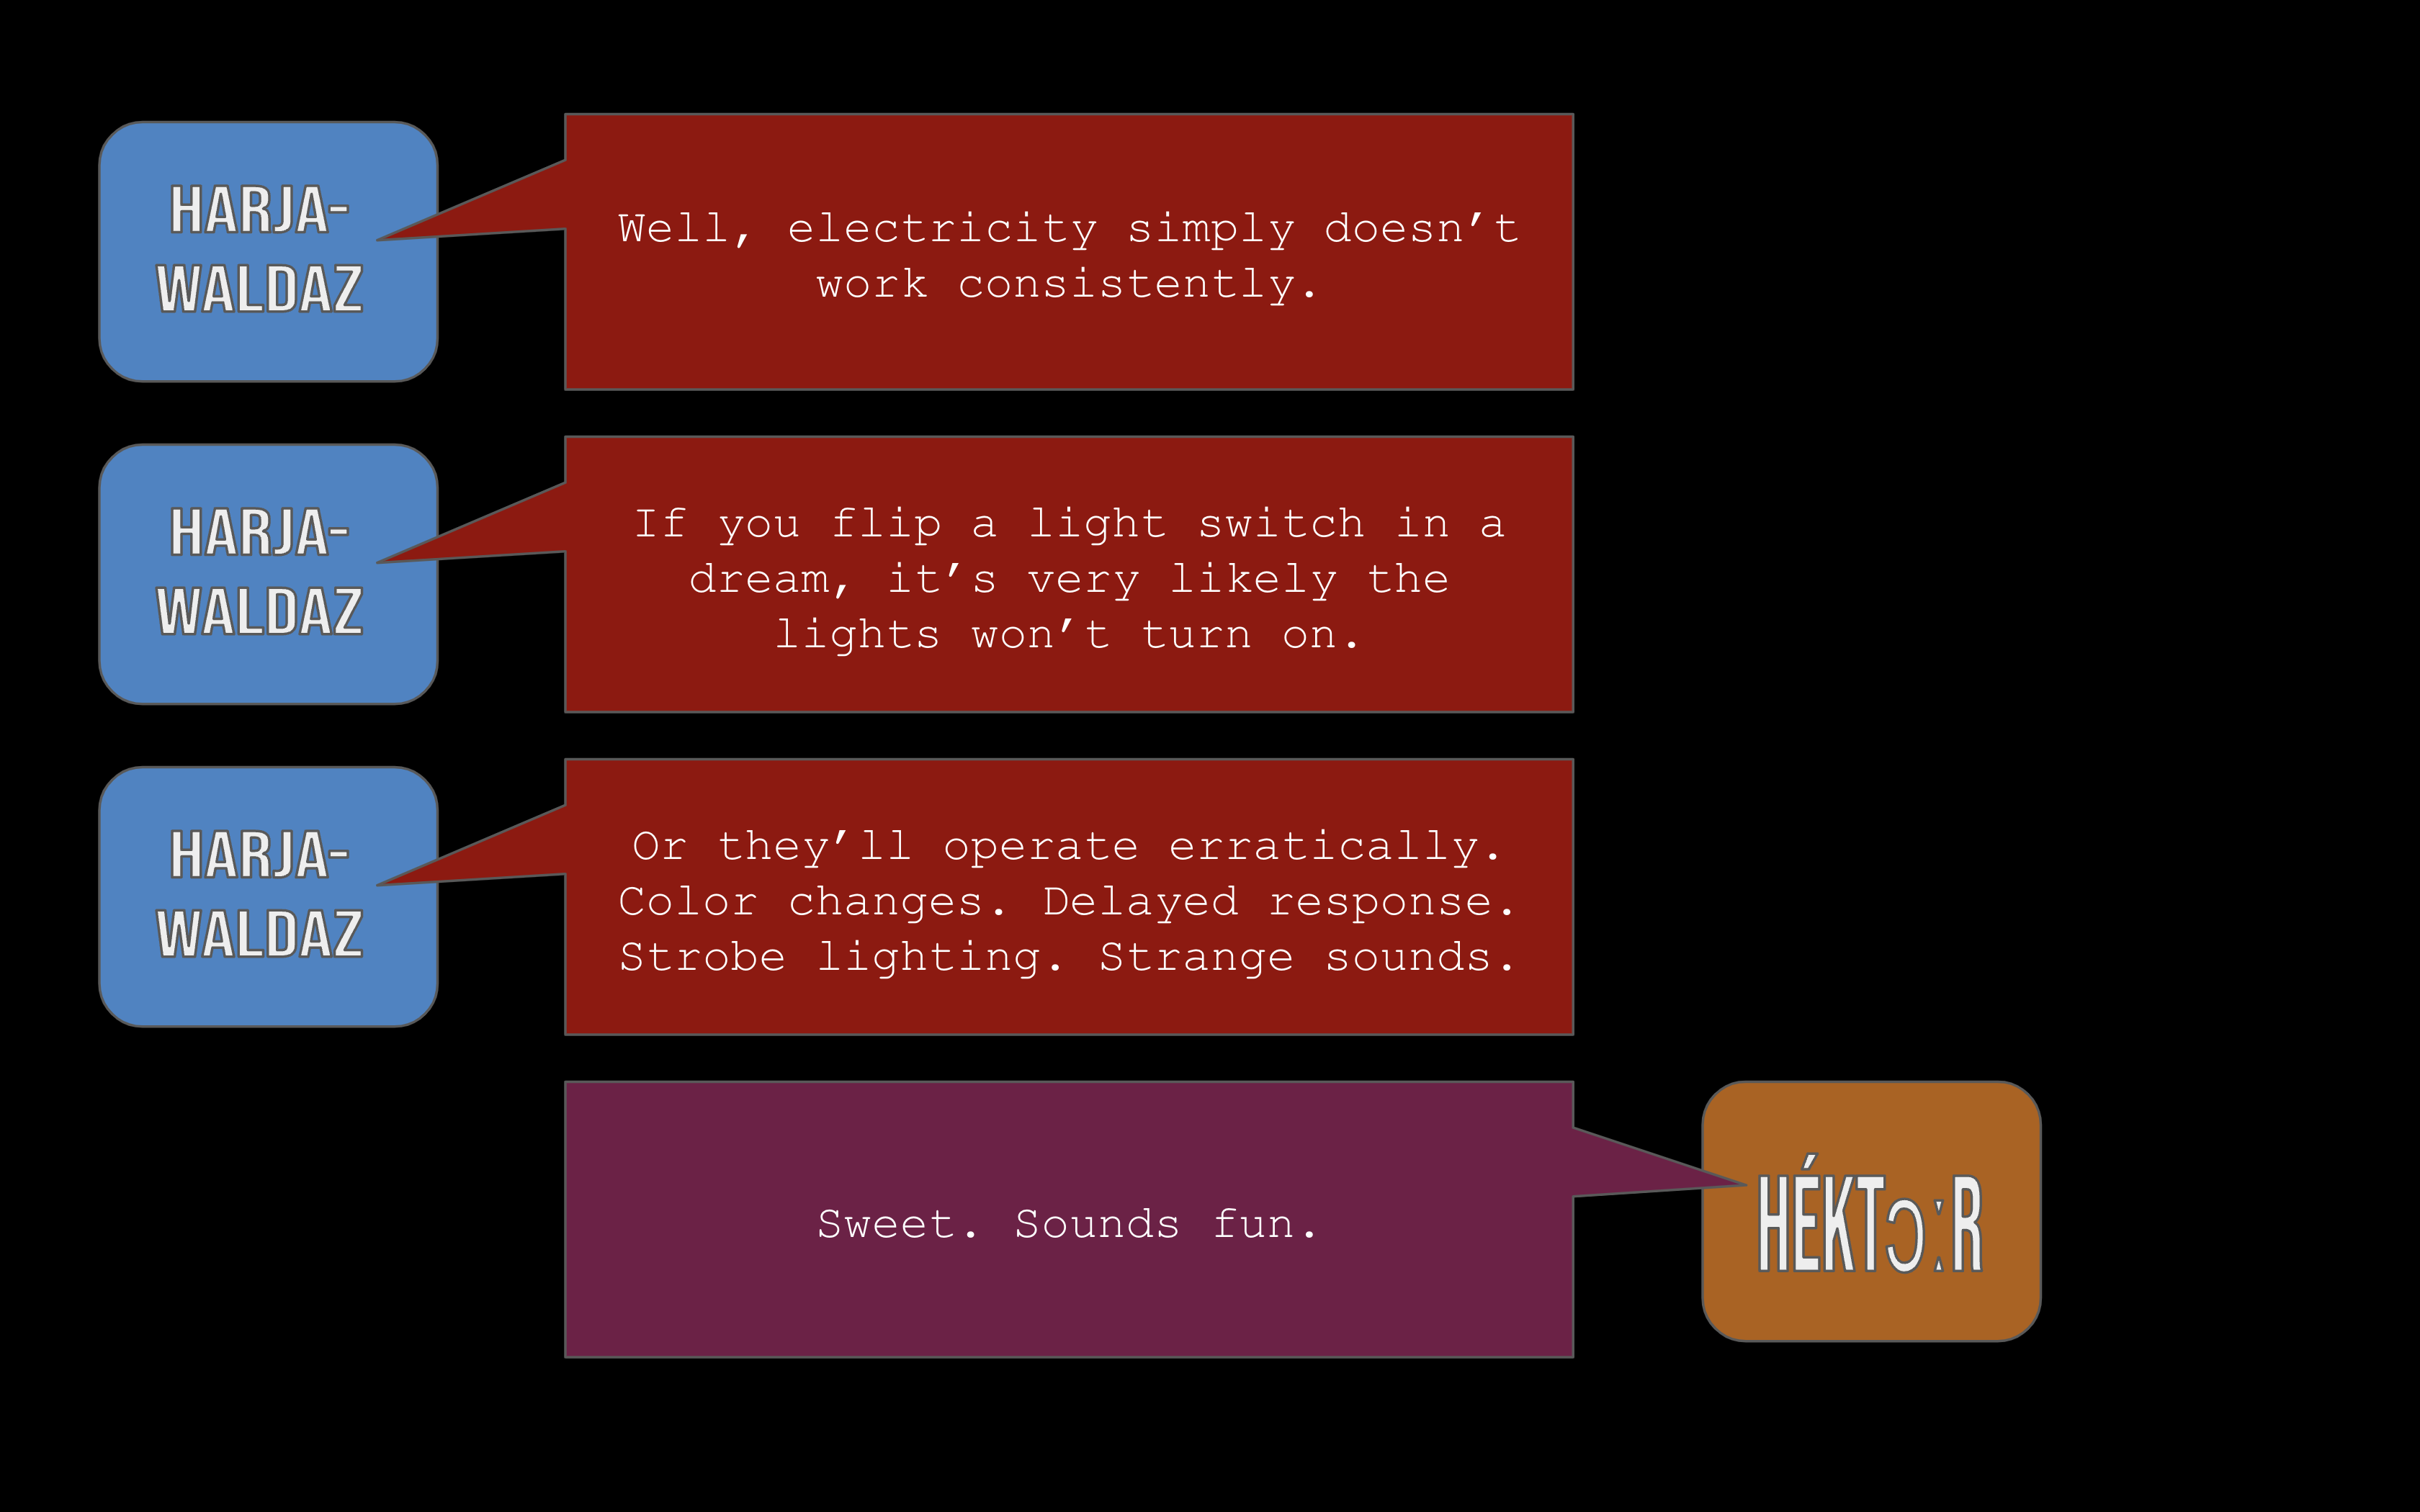 HARJA-
WALDAZ
Well, electricity simply doesn’t
work consistently.
HARJA-
WALDAZ
If you flip a light switch in a
dream, it’s very likely the
lights won’t turn on.
HARJA-
WALDAZ
Or they’ll operate erratically.
Color changes. Delayed response.
Strobe lighting. Strange sounds.
Sweet. Sounds fun.
HÉKTɔːR